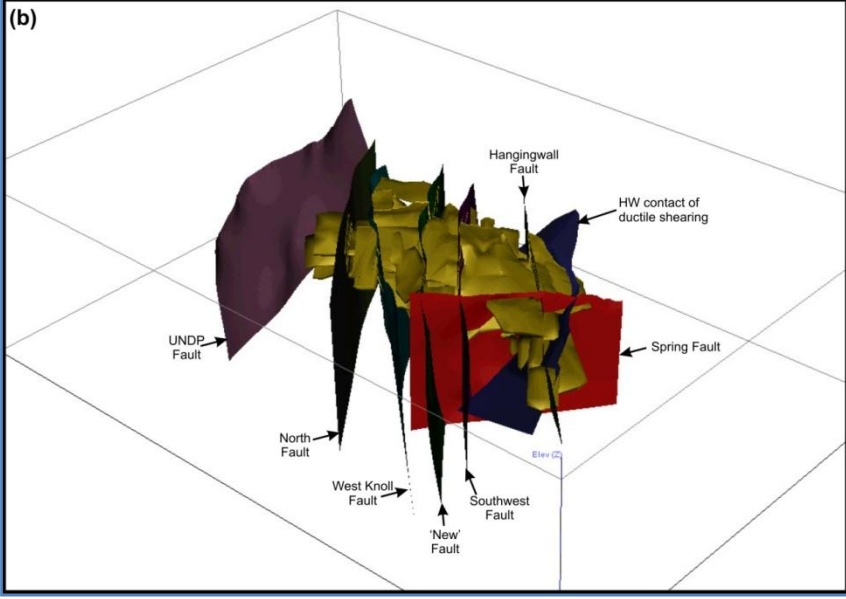 (b)
Hangingwall
Fault
HW contact of
ductile shearing
UNDP
Fault
Spring Fault
North
Fault
Elev (Z)
West Knoll
Fault
Southwest
Fault
‘New’
Fault